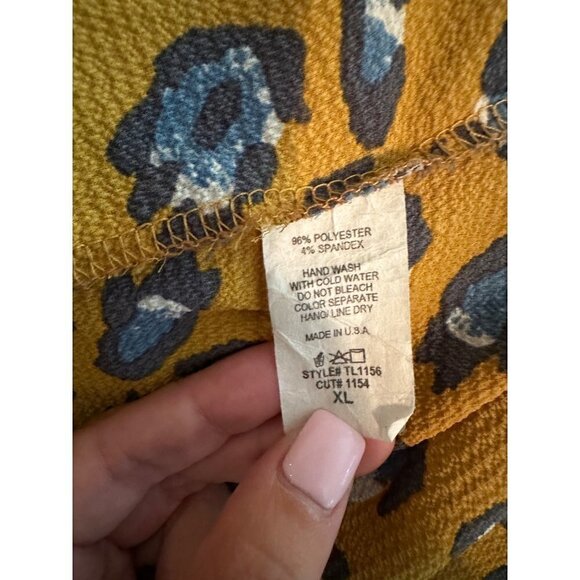 96% POLYESTER
4% SPANDEX
HAND WASH
WITH COLD WATER
DO NOT BLEACH
COLOR SEPARATE
HANG/ LINE DRY
MADE IN U.S.A
STYLE# TL1156
CUT# 1154
XL